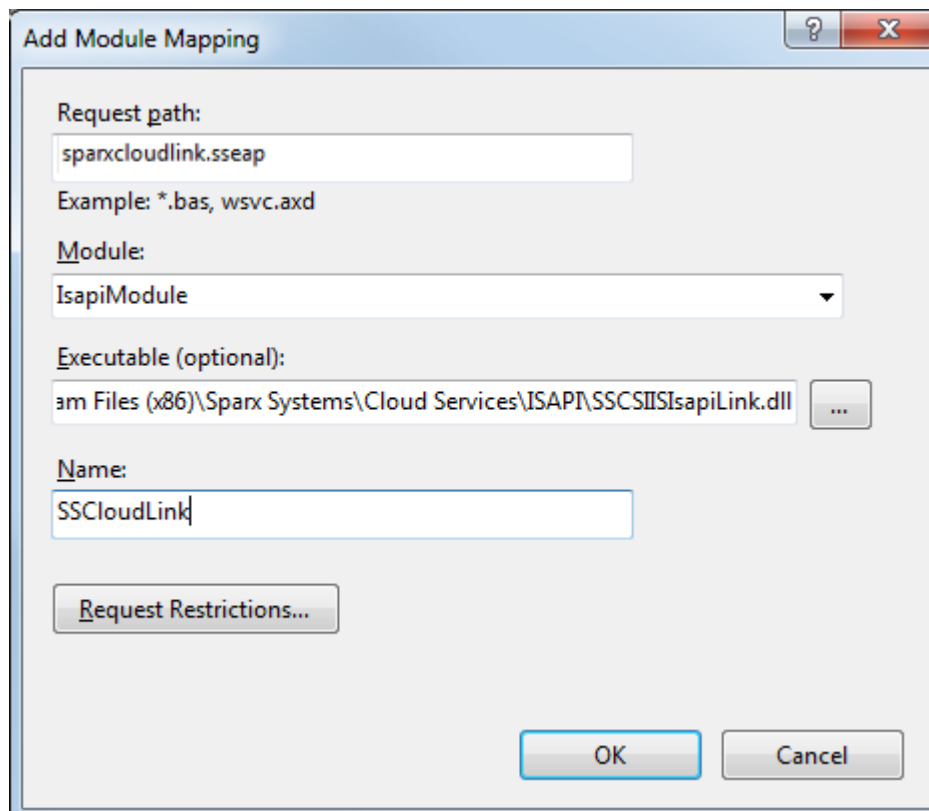 Add Module Mapping
?
Request path:
sparxcloudlink.sseap
Example: *.bas, wsvc.axd
Module:
IsapiModule
Executable (optional):
am Files (x86)\Sparx Systems\Cloud Services\ISAPI\SSCSIISIsapiLink.dll
...
Name:
SSCloudLink
Request Restrictions...
OK Cancel